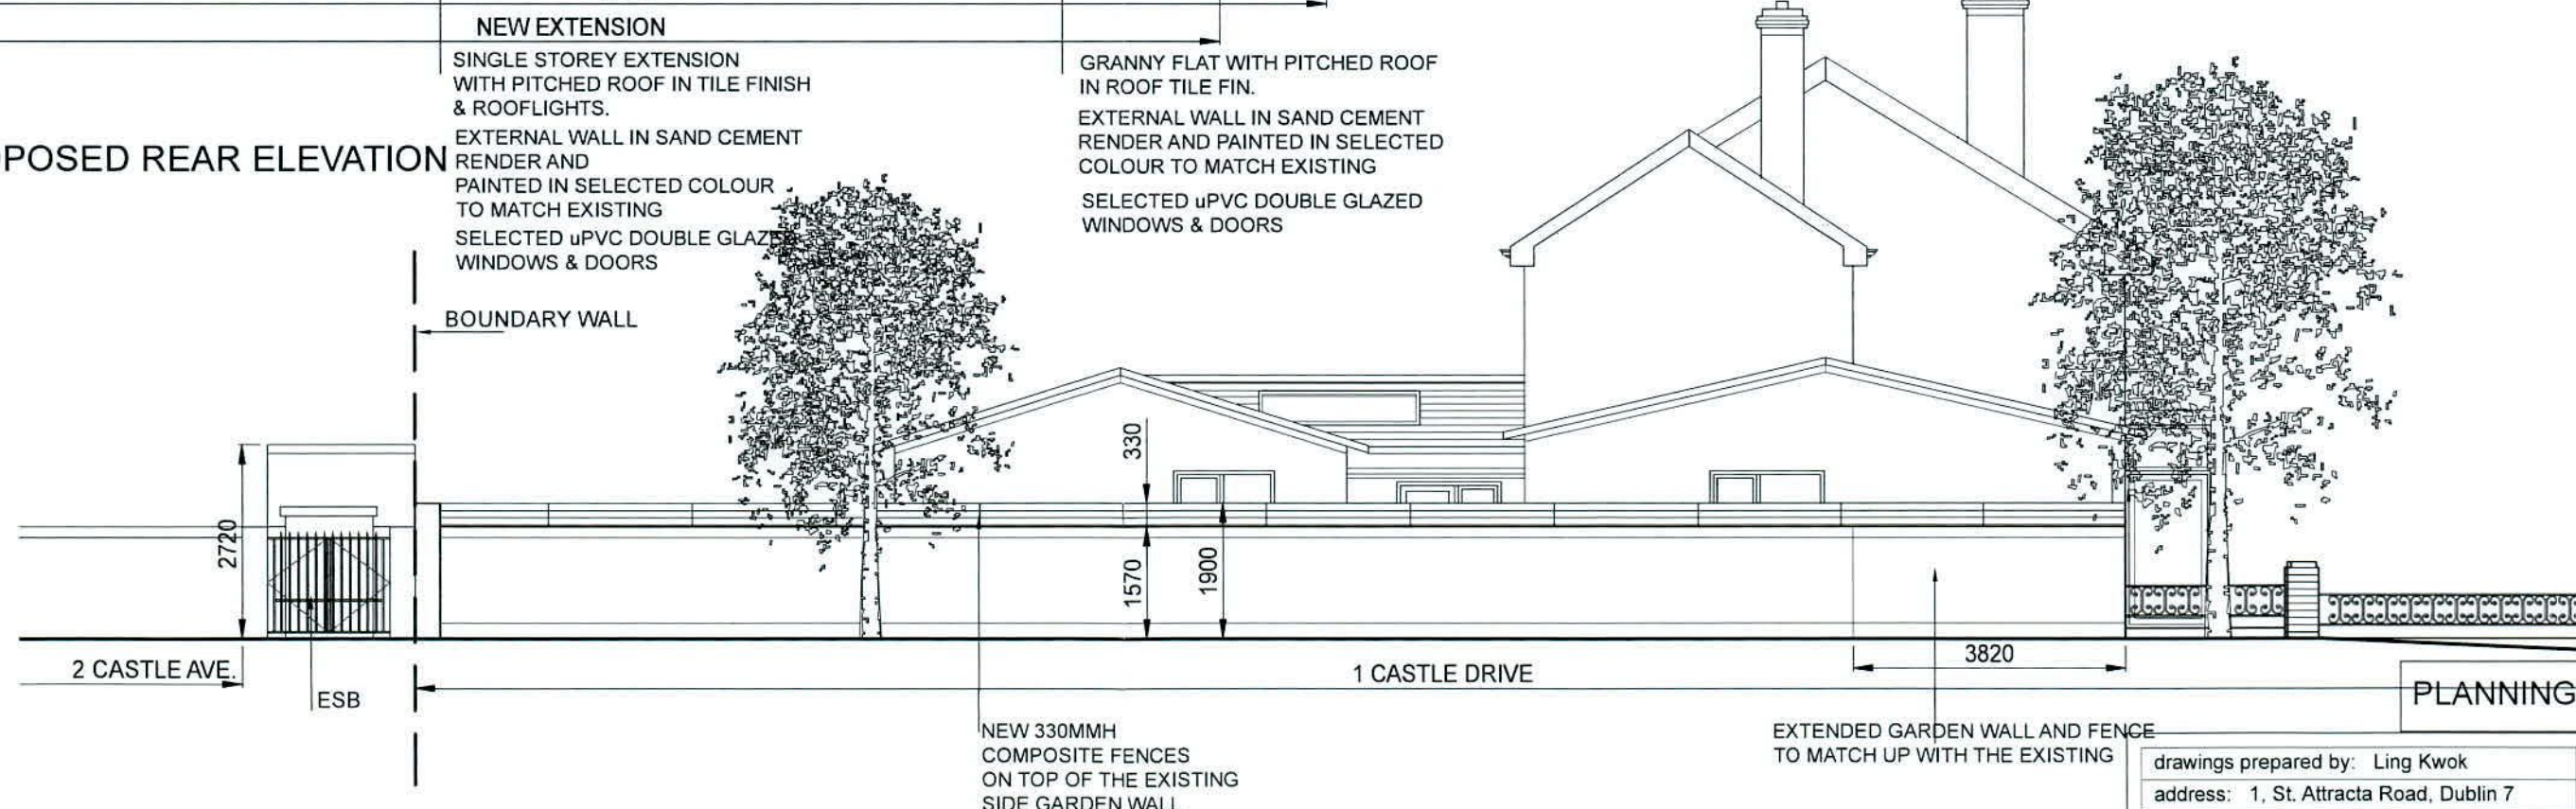 NEW EXTENSION
SINGLE STOREY EXTENSION
WITH PITCHED ROOF IN TILE FINISH
& ROOFLIGHTS.
EXTERNAL WALL IN SAND CEMENT
RENDER AND
PAINTED IN SELECTED COLOUR
TO MATCH EXISTING
SELECTED uPVC DOUBLE GLAZED
WINDOWS & DOORS
GRANNY FLAT WITH PITCHED ROOF
IN ROOF TILE FIN.
EXTERNAL WALL IN SAND CEMENT
RENDER AND PAINTED IN SELECTED
COLOUR TO MATCH EXISTING
SELECTED uPVC DOUBLE GLAZED
WINDOWS & DOORS
POSED REAR ELEVATION
BOUNDARY WALL
330
2720
1570
1900
3820
2 CASTLE AVE.
ESB
1 CASTLE DRIVE
NEW 330MMH
COMPOSITE FENCES
ON TOP OF THE EXISTING
SIDE GARDEN WALL
EXTENDED GARDEN WALL AND FENCE
TO MATCH UP WITH THE EXISTING
PLANNING
drawings prepared by: Ling Kwok
address: 1, St. Attracta Road, Dublin 7